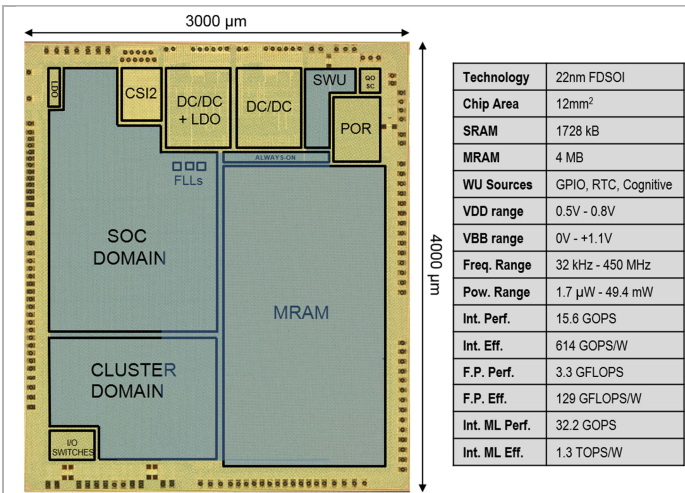 3000 µm
LDO
CSI2
DC/DC
+ LDO
DC/DC
SWU
QO
SC
POR
ALWAYS-ON
FLLs
SOC
DOMAIN
MRAM
4000 µm
CLUSTER
DOMAIN
I/O
SWITCHES
Technology 22nm FDSOI
Chip Area 12mm²
SRAM 1728 kB
MRAM 4 MB
WU Sources GPIO, RTC, Cognitive
VDD range 0.5V - 0.8V
VBB range 0V - +1.1V
Freq. Range 32 kHz - 450 MHz
Pow. Range 1.7 µW - 49.4 mW
Int. Perf. 15.6 GOPS
Int. Eff. 614 GOPS/W
F.P. Perf. 3.3 GFLOPS
F.P. Eff. 129 GFLOPS/W
Int. ML Perf. 32.2 GOPS
Int. ML Eff. 1.3 TOPS/W